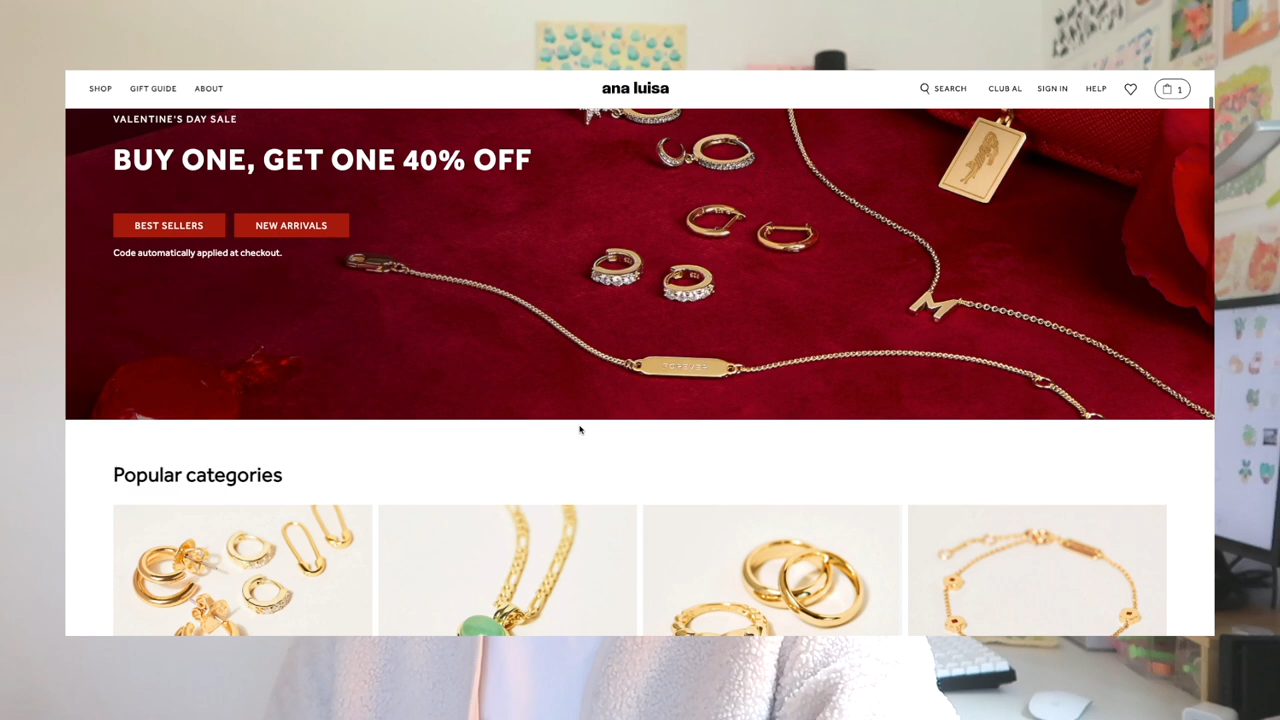 SHOP GIFT GUIDE ABOUT ana luisa SEARCH CLUB AL SIGN IN HELP 1
VALENTINE'S DAY SALE
BUY ONE, GET ONE 40% OFF
BEST SELLERS NEW ARRIVALS
Code automatically applied at checkout.
M
FOREVER
Popular categories